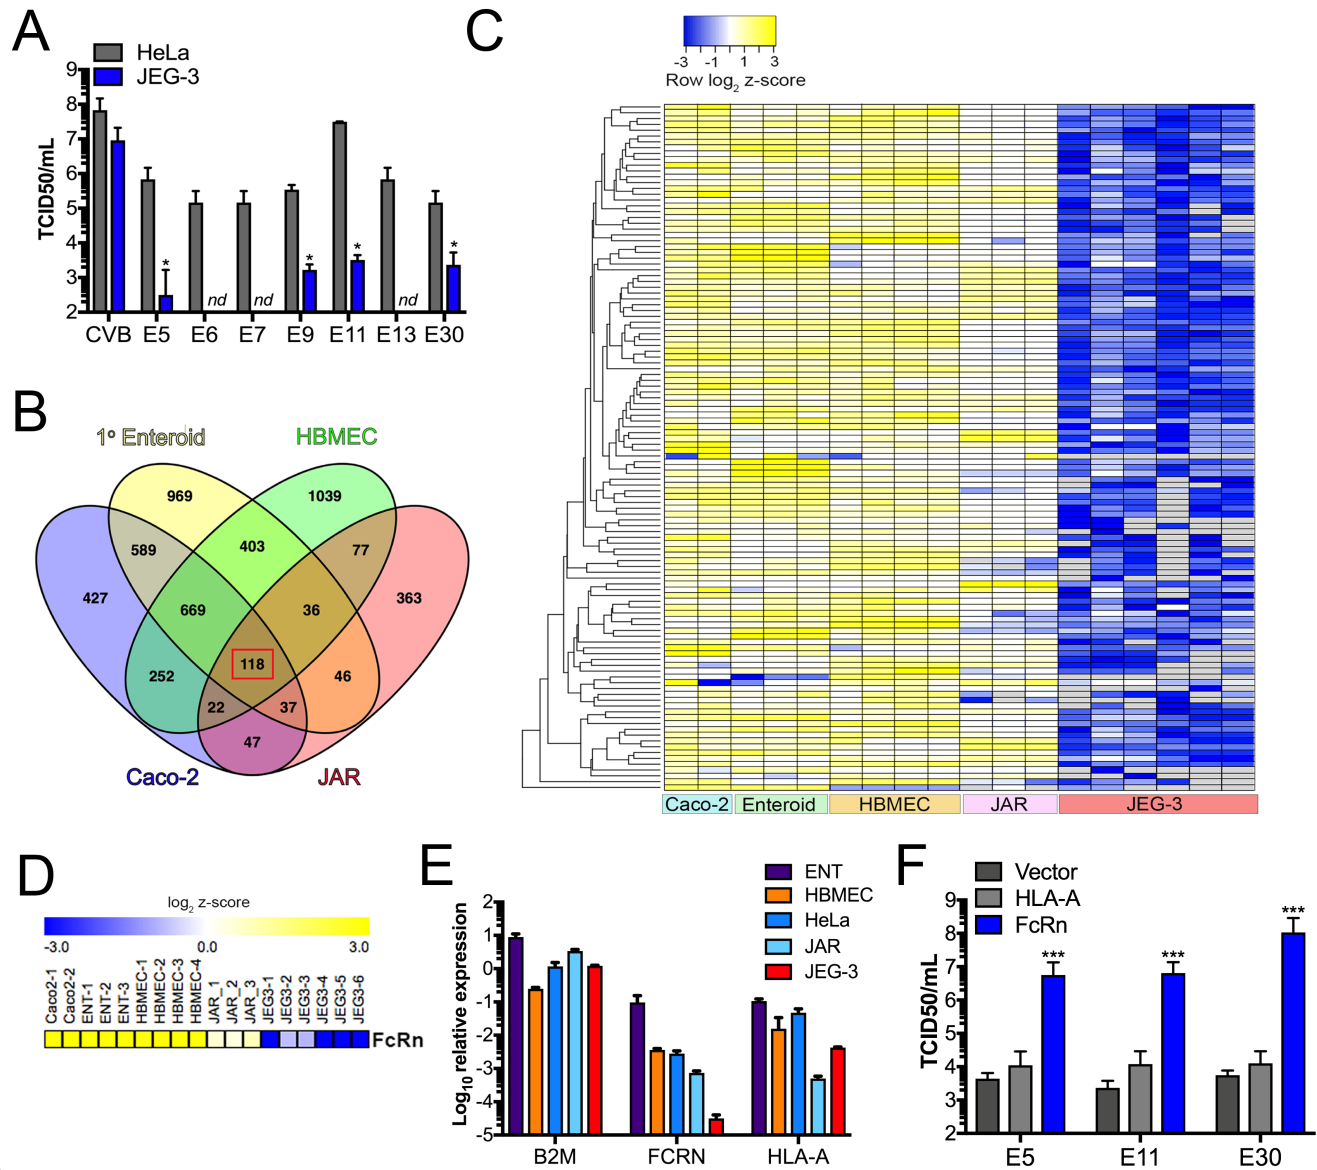 A
HeLa
JEG-3
TCID50/mL
9
8
7
6
5
4
3
2
*
nd
nd
*
*
nd
*
CVB E5 E6 E7 E9 E11 E13 E30
B
1° Enteroid HBMEC
969 1039
589 403 77
427 669 36 363
118
252 46
22 37
47
Caco-2 JAR
C
-3 -1 1 3
Row log2 z-score
Caco-2 Enteroid HBMEC JAR JEG-3
D
log2 z-score
-3.0 0.0 3.0
Caco2-1
Caco2-2
ENT-1
ENT-2
ENT-3
HBMEC-1
HBMEC-2
HBMEC-3
HBMEC-4
JAR_1
JAR_2
JAR_3
JEG3-1
JEG3-2
JEG3-3
JEG3-4
JEG3-5
JEG3-6
FcRn
E
ENT
HBMEC
HeLa
JAR
JEG-3
Log10 relative expression
2
1
0
-1
-2
-3
-4
-5
B2M FCRN HLA-A
F
Vector
HLA-A
FcRn
TCID50/mL
9
8
7
6
5
4
3
2
***
***
***
E5 E11 E30